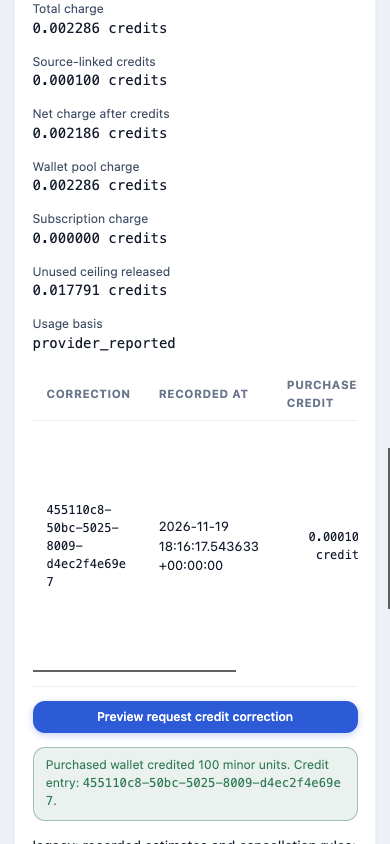 Total charge
0.002286 credits
Source-linked credits
0.000100 credits
Net charge after credits
0.002186 credits
Wallet pool charge
0.002286 credits
Subscription charge
0.000000 credits
Unused ceiling released
0.017791 credits
Usage basis
provider_reported
CORRECTION RECORDED AT PURCHASE
CREDIT
455110c8-
50bc-5025-
8009-
d4ec2f4e69e
7
2026-11-19
18:16:17.543633
+00:00:00
0.00010
credit
Preview request credit correction
Purchased wallet credited 100 minor units. Credit
entry: 455110c8-50bc-5025-8009-d4ec2f4e69e
7.